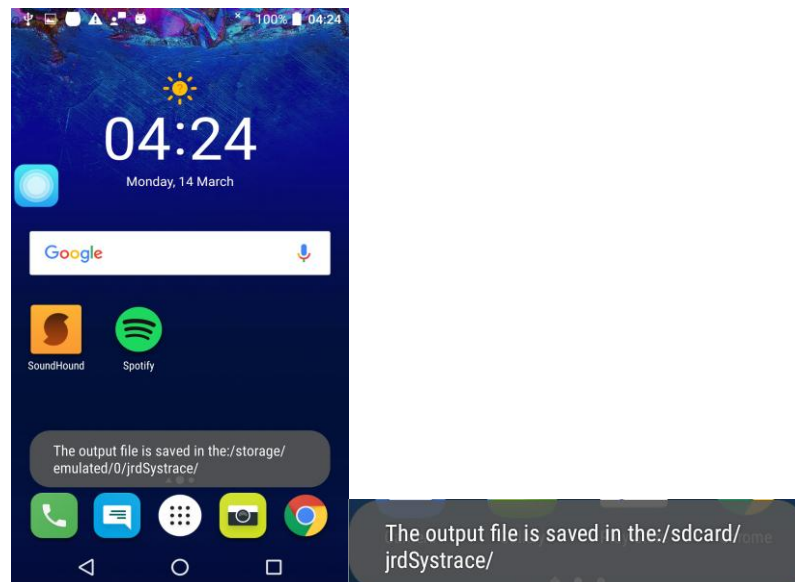 100% 04:24
04:24
Monday, 14 March
Google
SoundHound Spotify
The output file is saved in the:/storage/
emulated/0/jrdSystrace/
The output file is saved in the:/sdcard/
jrdSystrace/